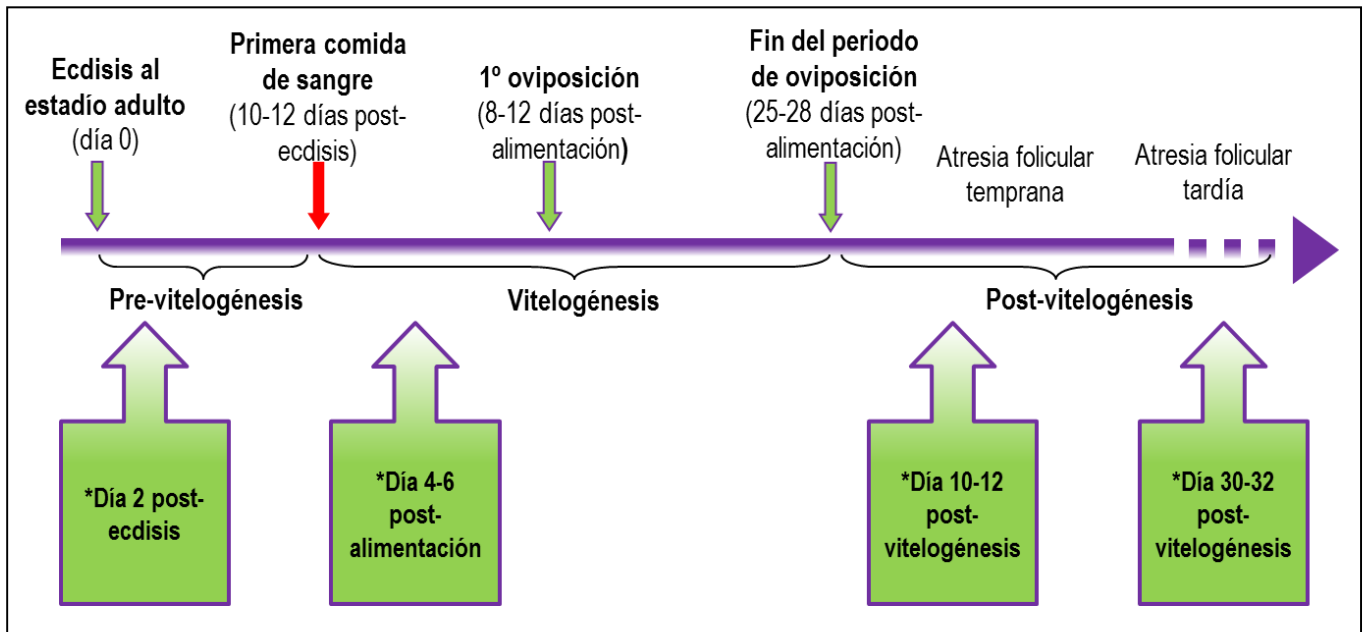 Ecdisis al
estadío adulto
(día 0)
Primera comida
de sangre
(10-12 días post-
ecdisis)
1º oviposición
(8-12 días post-
alimentación)
Fin del periodo
de oviposición
(25-28 días post-
alimentación)
Atresia folicular
temprana
Atresia folicular
tardía
Pre-vitelogénesis
Vitelogénesis
Post-vitelogénesis
*Día 2 post-
ecdisis
*Día 4-6
post-
alimentación
*Día 10-12
post-
vitelogénesis
*Día 30-32
post-
vitelogénesis